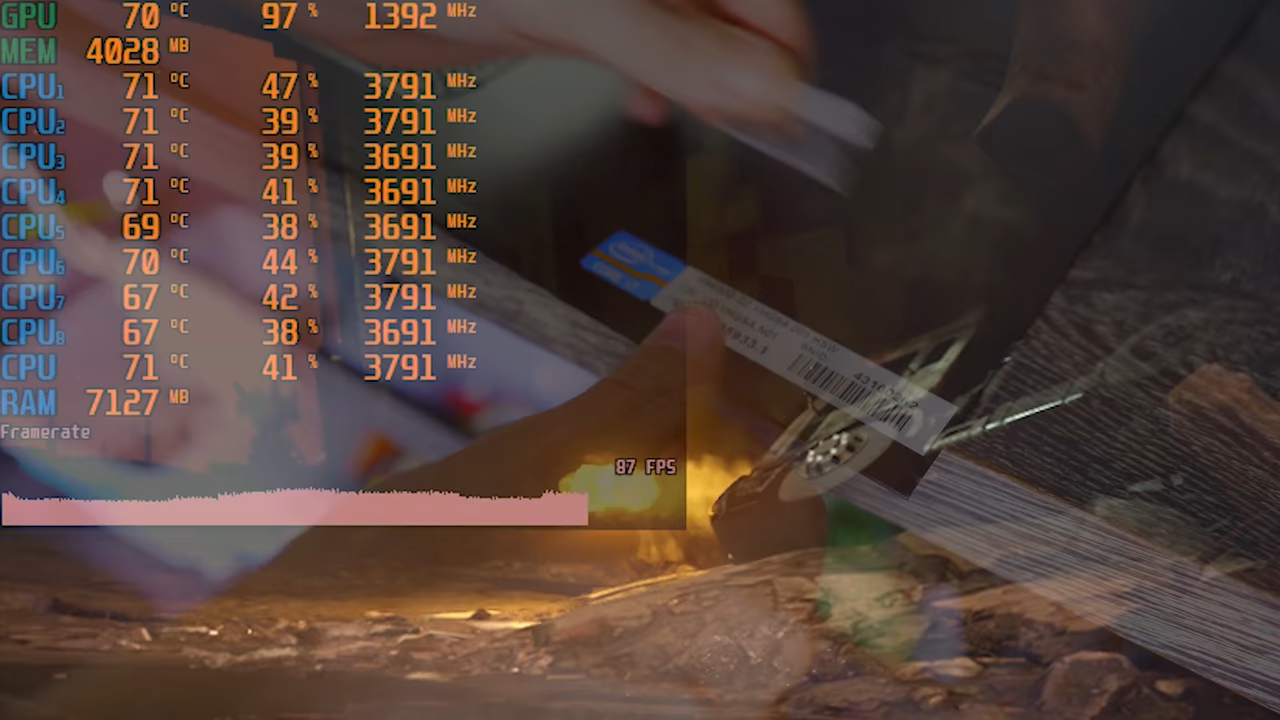 GPU 70 °C 97 % 1392 MHz
MEM 4028 MB
CPU1 71 °C 47 % 3791 MHz
CPU2 71 °C 39 % 3791 MHz
CPU3 71 °C 39 % 3691 MHz
CPU4 71 °C 41 % 3691 MHz
CPU5 69 °C 38 % 3691 MHz
CPU6 70 °C 44 % 3791 MHz
CPU7 67 °C 42 % 3791 MHz
CPU8 67 °C 38 % 3691 MHz
CPU 71 °C 41 % 3791 MHz
RAM 7127 MB
Framerate
87 FPS